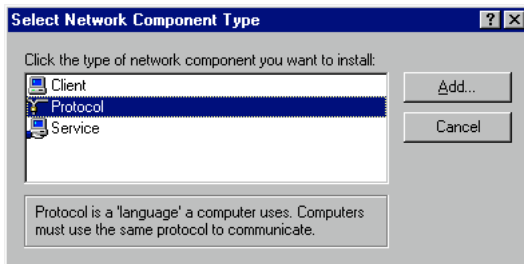 Select Network Component Type
Click the type of network component you want to install:
Client
Add...
Protocol
Service
Cancel
Protocol is a 'language' a computer uses. Computers
must use the same protocol to communicate.